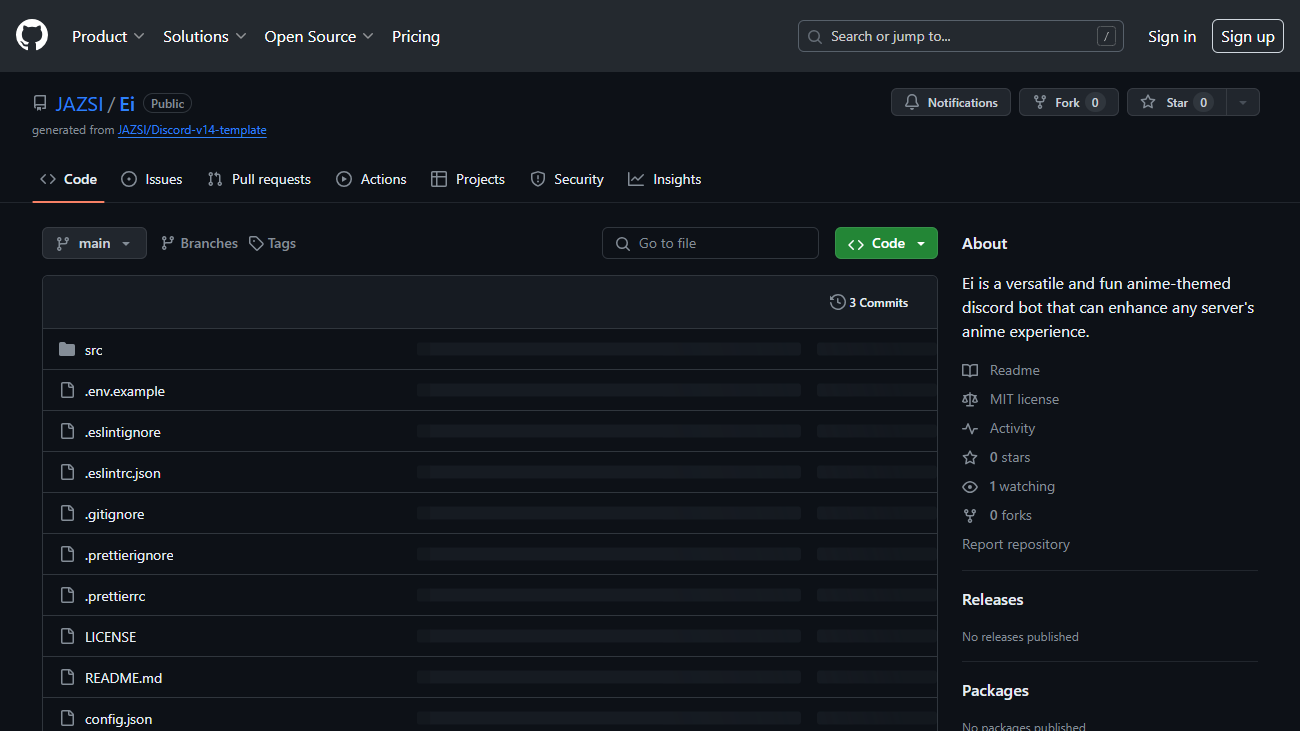 Product Solutions Open Source Pricing Search or jump to... / Sign in Sign up
JAZSI / Ei Public Notifications Fork 0 Star 0
generated from JAZSI/Discord-v14-template
Code Issues Pull requests Actions Projects Security Insights
main Branches Tags Go to file Code
3 Commits
src
.env.example
.eslintignore
.eslintrc.json
.gitignore
.prettierignore
.prettierrc
LICENSE
README.md
config.json
About
Ei is a versatile and fun anime-themed
discord bot that can enhance any server's
anime experience.
Readme
MIT license
Activity
0 stars
1 watching
0 forks
Report repository
Releases
No releases published
Packages
No packages published